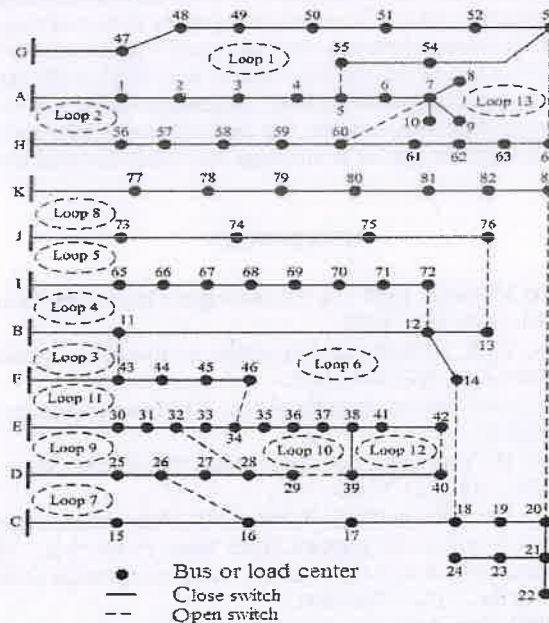 48 49 50 51 52 5
G 47 Loop 1 55 54
A 1 2 3 4 5 6 7 8 Loop 13
Loop 2 10 9
H 56 57 58 59 60 61 62 63 6
K 77 78 79 80 81 82 8
Loop 8
J 73 74 75 76
Loop 5
I 65 66 67 68 69 70 71 72
Loop 4
B 11 12 13
Loop 3 Loop 6
F 43 44 45 46 14
Loop 11
E 30 31 32 33 34 35 36 37 38 41 42
Loop 9 Loop 10 Loop 12
D 25 26 27 28 29 39 40
Loop 7
C 15 16 17 18 19 20
24 23 21
22
Bus or load center
Close switch
Open switch